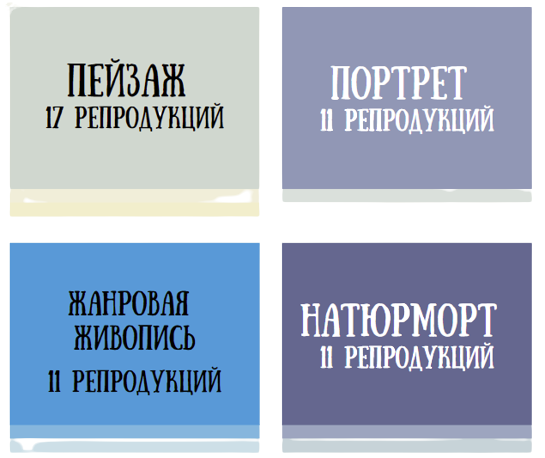 ПЕЙЗАЖ
17 РЕПРОДУКЦИЙ
ПОРТРЕТ
11 РЕПРОДУКЦИЙ
ЖАНРОВАЯ
ЖИВОПИСЬ
11 РЕПРОДУКЦИЙ
НАТЮРМОРТ
11 РЕПРОДУКЦИЙ